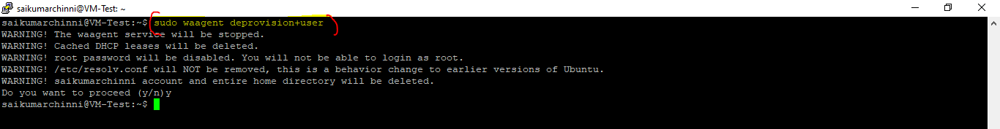 saikumarchinni@VM-Test: ~
saikumarchinni@VM-Test:~$ sudo waagent deprovision+user
WARNING! The waagent service will be stopped.
WARNING! Cached DHCP leases will be deleted.
WARNING! root password will be disabled. You will not be able to login as root.
WARNING! /etc/resolv.conf will NOT be removed, this is a behavior change to earlier versions of Ubuntu.
WARNING! saikumarchinni account and entire home directory will be deleted.
Do you want to proceed (y/n)y
saikumarchinni@VM-Test:~$